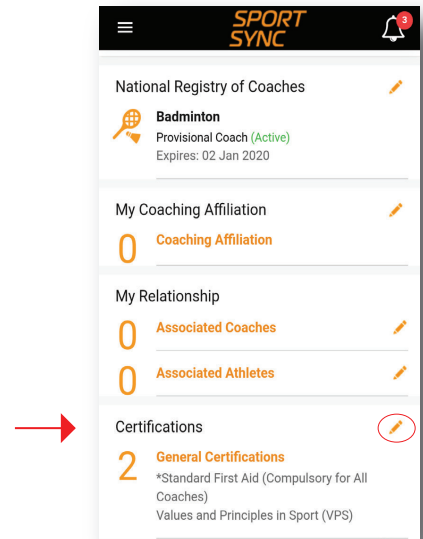 SPORT
SYNC
3
National Registry of Coaches
Badminton
Provisional Coach (Active)
Expires: 02 Jan 2020
My Coaching Affiliation
0
Coaching Affiliation
My Relationship
0
Associated Coaches
0
Associated Athletes
Certifications
2
General Certifications
*Standard First Aid (Compulsory for All
Coaches)
Values and Principles in Sport (VPS)